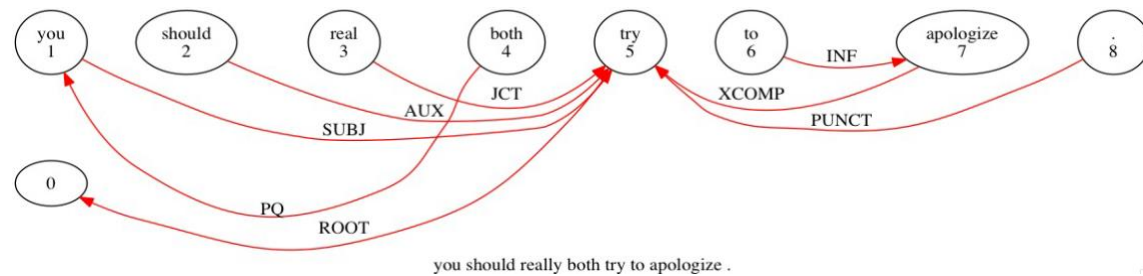 you should real both try to apologize .
1 2 3 4 5 6 7 8
INF
JCT XCOMP
AUX PUNCT
SUBJ
0
PQ
ROOT
you should really both try to apologize .